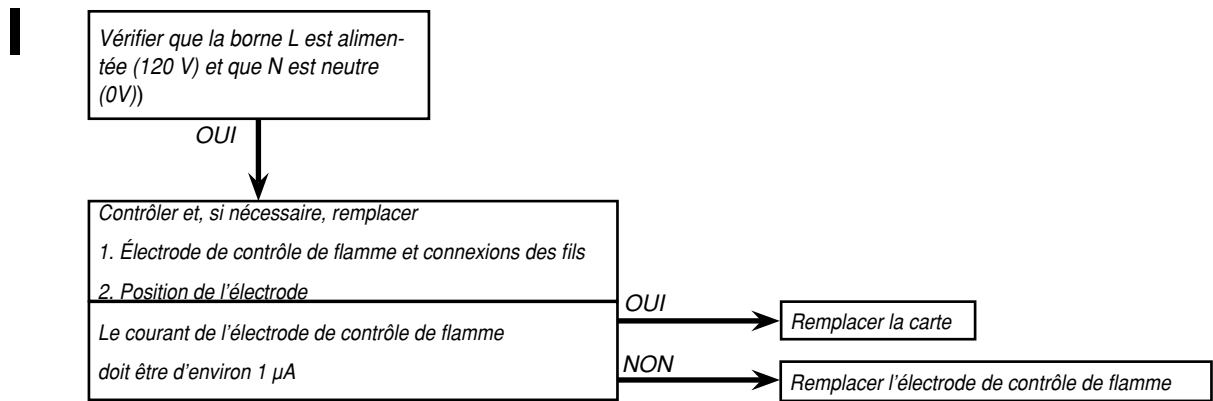 Vérifier que la borne L est alimen-
tée (120 V) et que N est neutre
(0V))
OUI
Contrôler et, si nécessaire, remplacer
1. Électrode de contrôle de flamme et connexions des fils
2. Position de l'électrode
Le courant de l'électrode de contrôle de flamme
doit être d'environ 1 µA
OUI
Remplacer la carte
NON
Remplacer l'électrode de contrôle de flamme